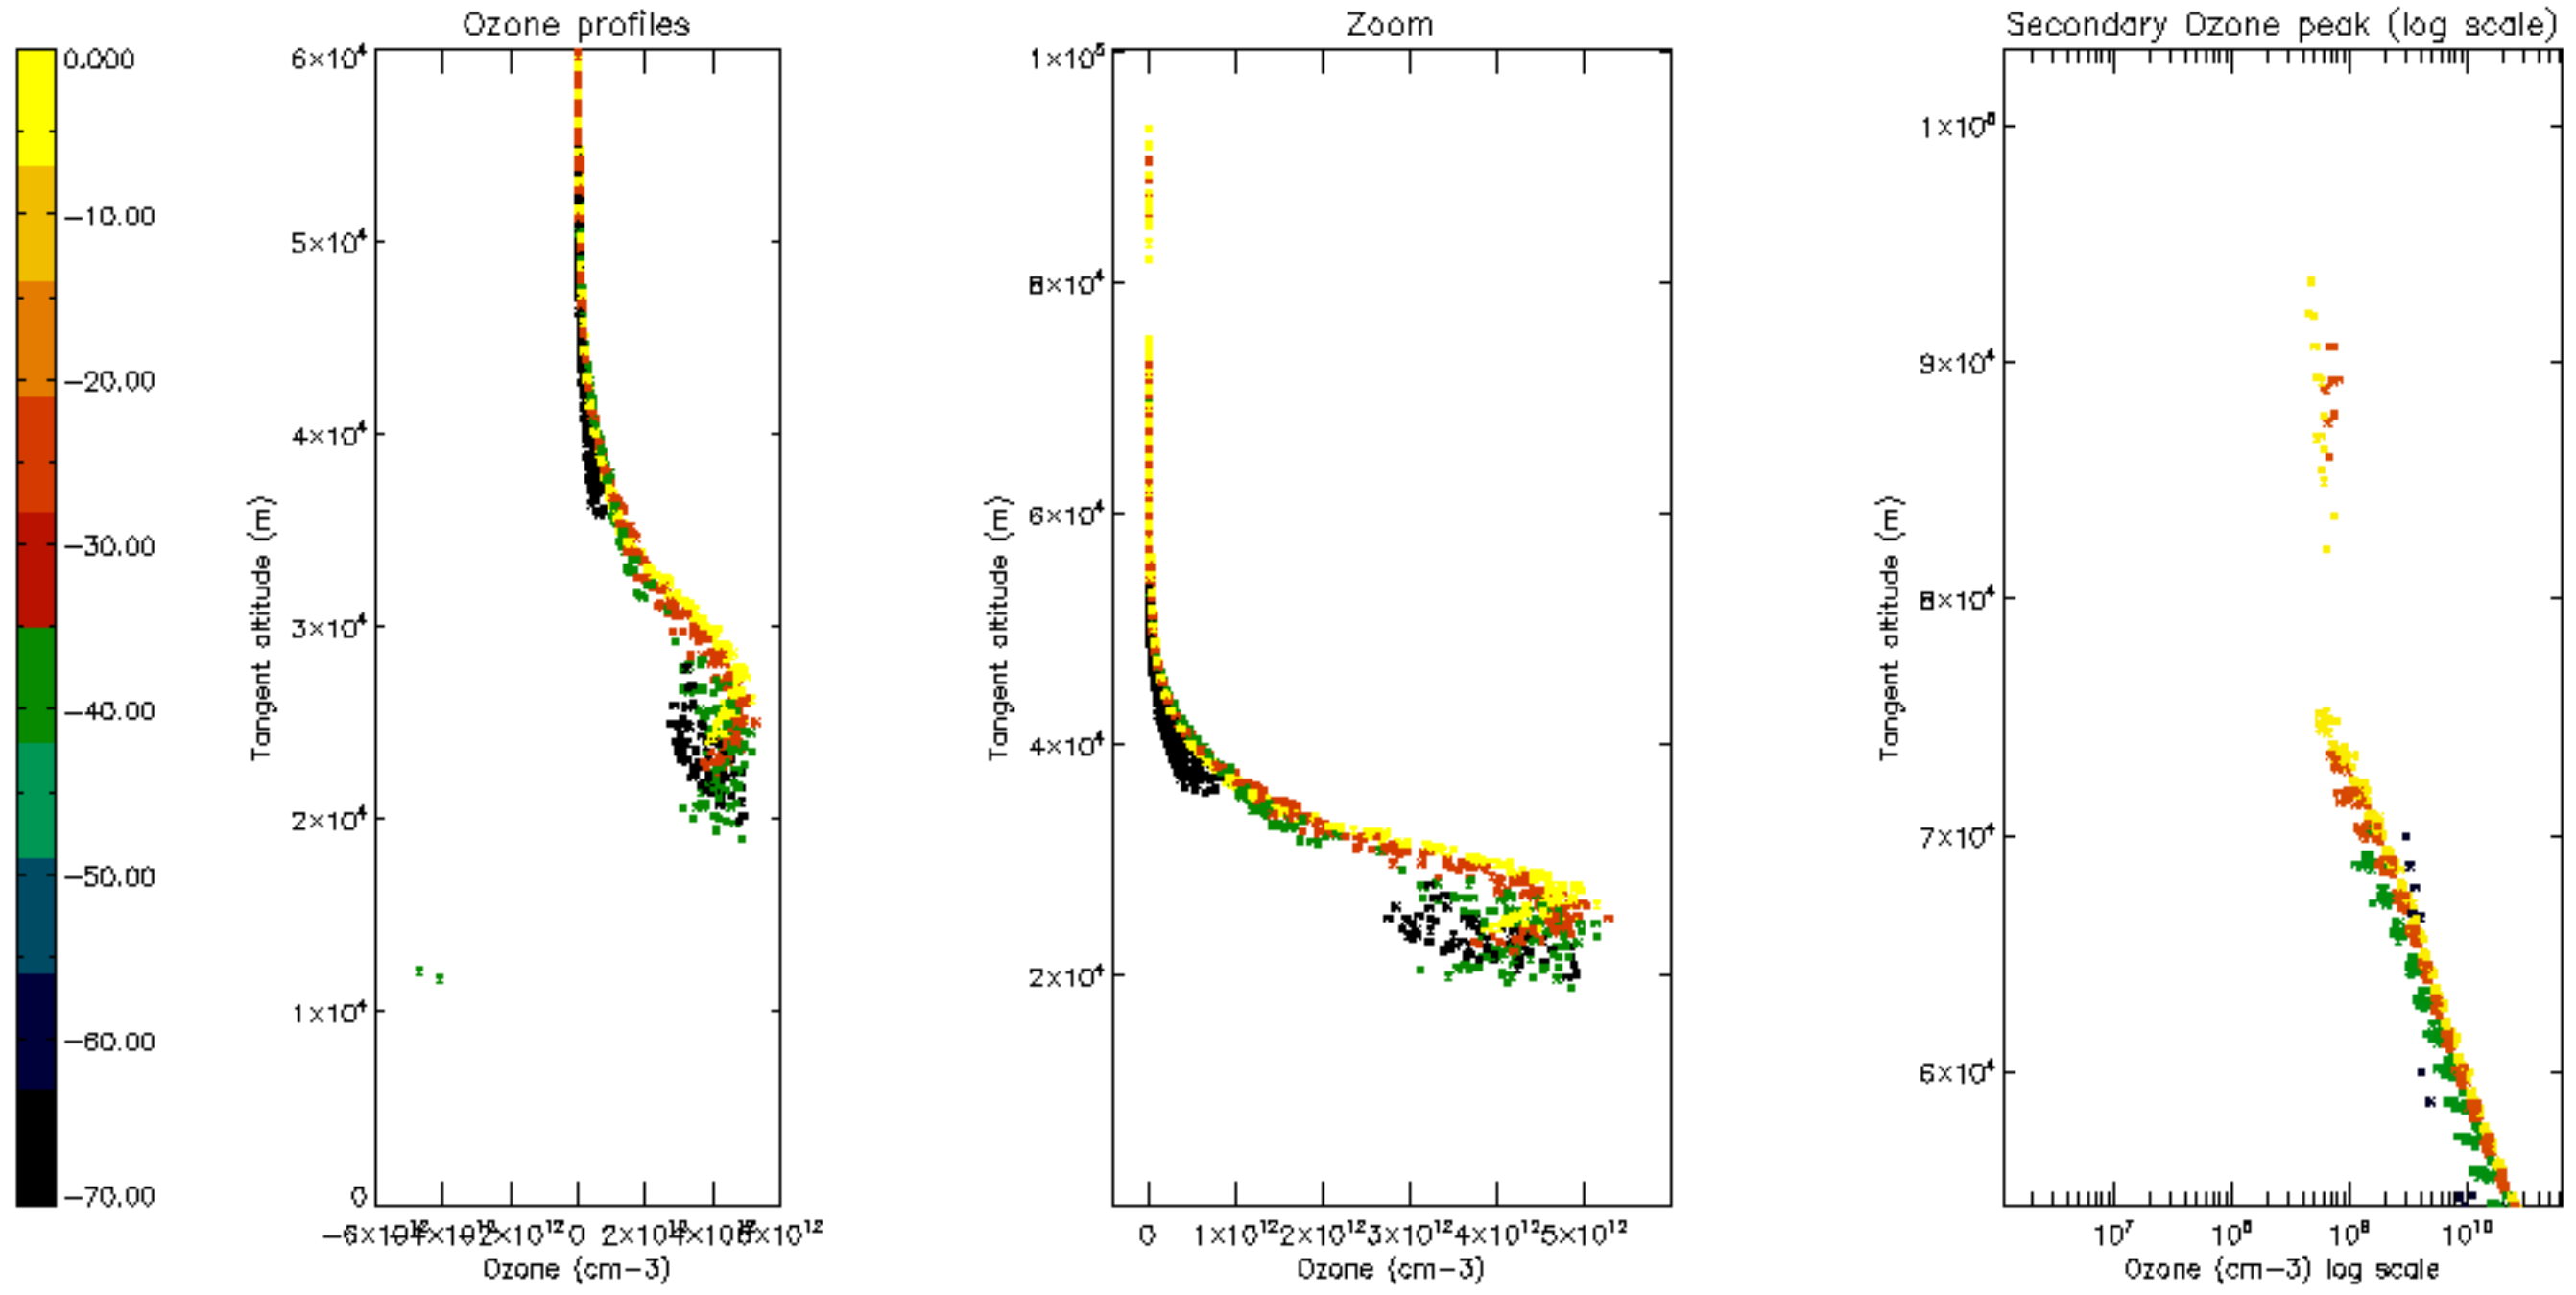 Ozone profiles
Zoom
Secondary Ozone peak (log scale)
0.000
−10.00
−20.00
−30.00
−40.00
−50.00
−60.00
−70.00
6×10⁴
5×10⁴
4×10⁴
3×10⁴
2×10⁴
1×10⁴
0
Tangent altitude (m)
0
Ozone (cm−3)
1×10⁵
8×10⁴
6×10⁴
4×10⁴
2×10⁴
Tangent altitude (m)
0 1×10¹² 2×10¹² 3×10¹² 4×10¹² 5×10¹²
Ozone (cm−3)
1×10⁵
9×10⁴
8×10⁴
7×10⁴
6×10⁴
Tangent altitude (m)
10⁷ 10⁸ 10⁹ 10¹⁰
Ozone (cm−3) log scale